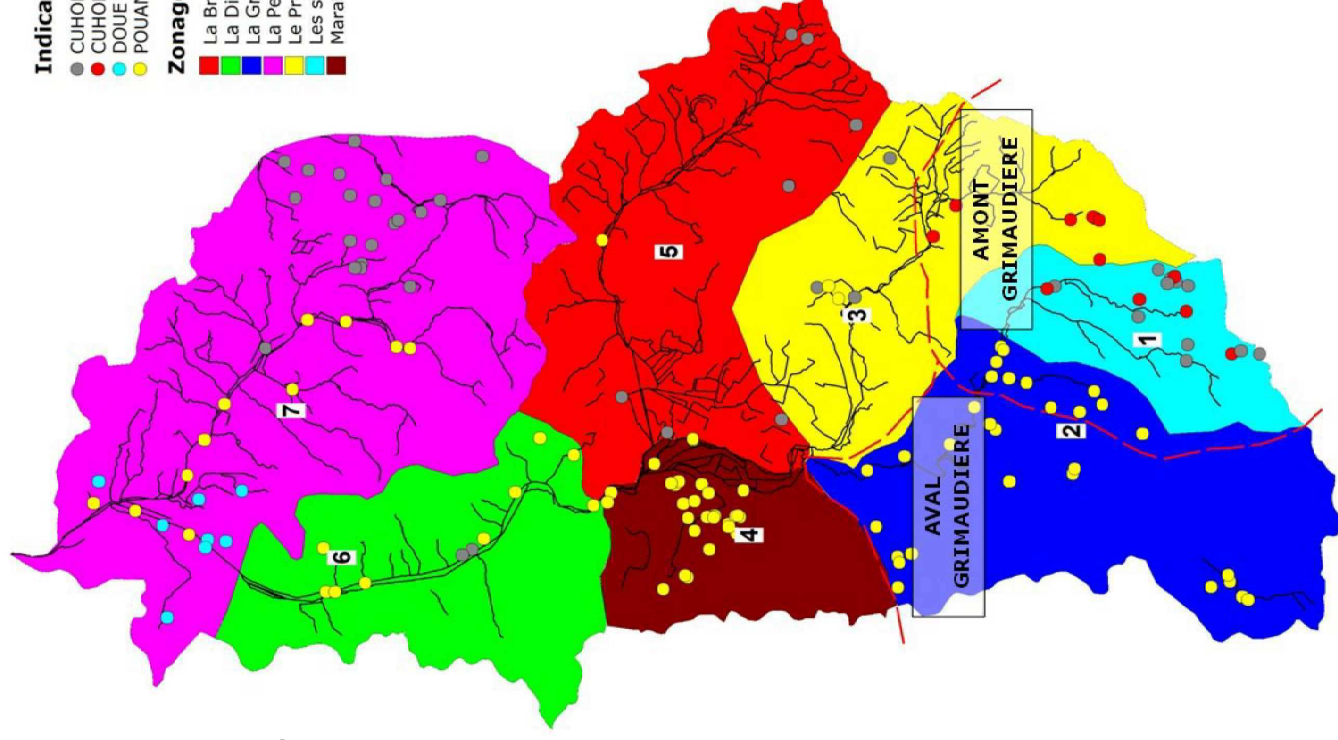 Indica
CUHO
CUHO
DOUE
POUAN
Zonag
La Br
La Di
La Gr
La Pe
Le Pr
Les s
Mara
7
6
5
4
3
AMONT
GRIMAUDIERE
AVAL
GRIMAUDIERE
2
1